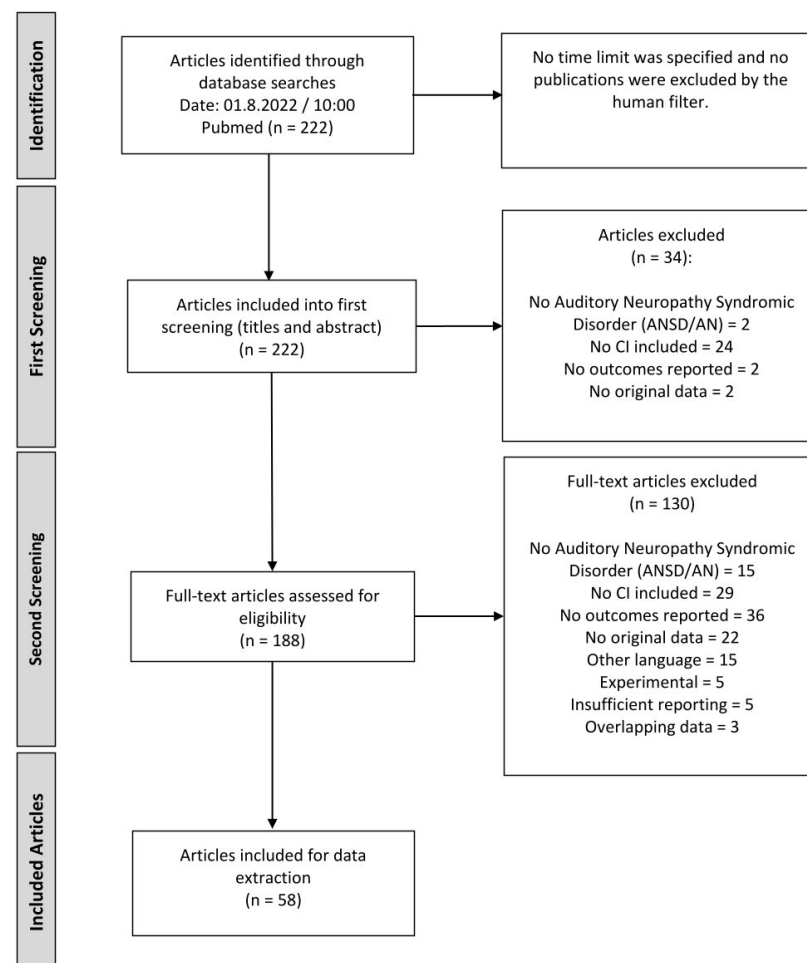 Identification
Articles identified through
database searches
Date: 01.8.2022 / 10:00
Pubmed (n = 222)
No time limit was specified and no
publications were excluded by the
human filter.
First Screening
Articles included into first
screening (titles and abstract)
(n = 222)
Articles excluded
(n = 34):
No Auditory Neuropathy Syndromic
Disorder (ANSD/AN) = 2
No CI included = 24
No outcomes reported = 2
No original data = 2
Second Screening
Full-text articles assessed for
eligibility
(n = 188)
Full-text articles excluded
(n = 130)
No Auditory Neuropathy Syndromic
Disorder (ANSD/AN) = 15
No CI included = 29
No outcomes reported = 36
No original data = 22
Other language = 15
Experimental = 5
Insufficient reporting = 5
Overlapping data = 3
Included Articles
Articles included for data
extraction
(n = 58)